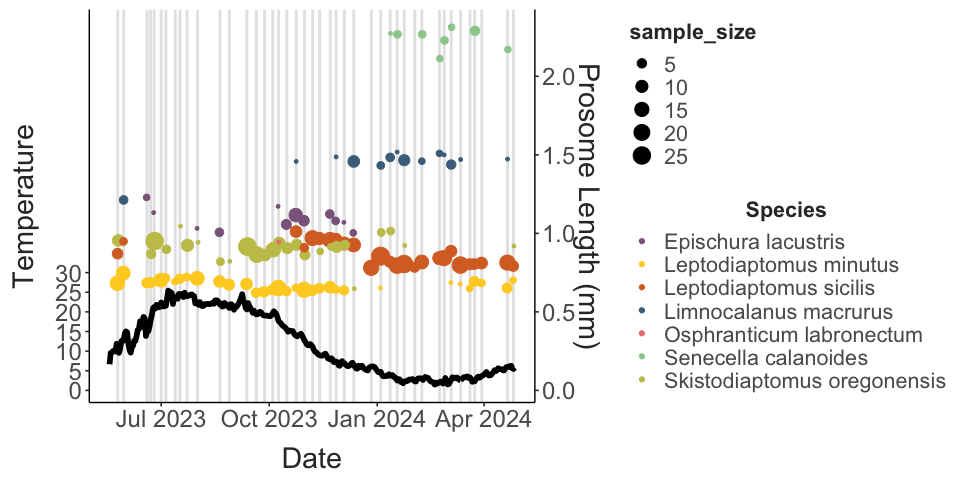 Temperature
30
25
20
15
10
5
0
2.0
1.5
1.0
0.5
0.0
Prosome Length (mm)
Jul 2023 Oct 2023 Jan 2024 Apr 2024
Date
sample_size
5
10
15
20
25
Species
Epischura lacustris
Leptodiaptomus minutus
Leptodiaptomus sicilis
Limnocalanus macrurus
Osphranticum labronectum
Senecella calanoides
Skistodiaptomus oregonensis